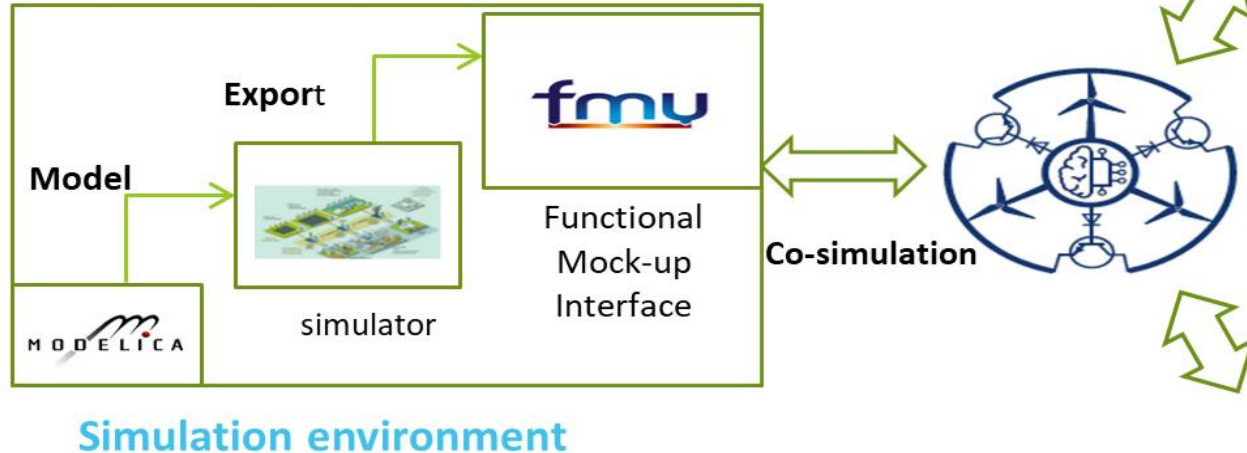 Export
fmu
Model
Functional
Mock-up
Interface
Co-simulation
simulator
MODELICA
Simulation environment